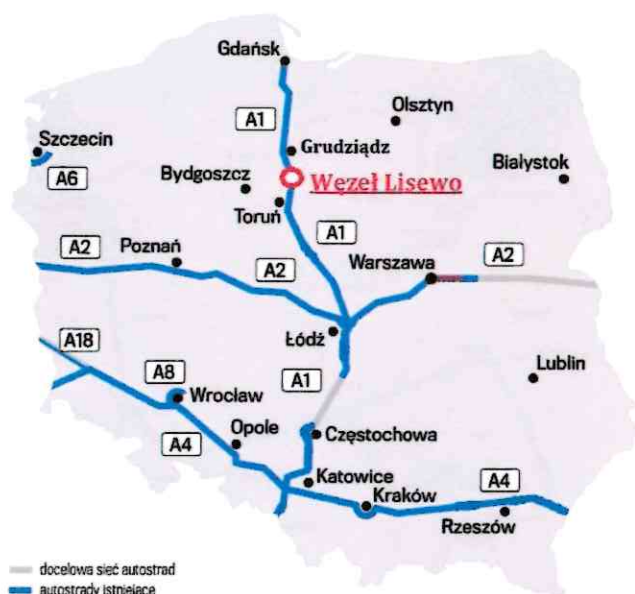 Gdańsk
A1
Olsztyn
Szczecin
Grudziądz
Białystok
A6
Bydgoszcz
Węzeł Lisewo
Toruń
A1
A2
Poznań
A2
Warszawa
A2
A18
Łódź
A8
A1
Lublin
Wrocław
Opole
Częstochowa
A4
Katowice
Kraków
A4
Rzeszów
docelowa sieć autostrad
autostrady istniejące